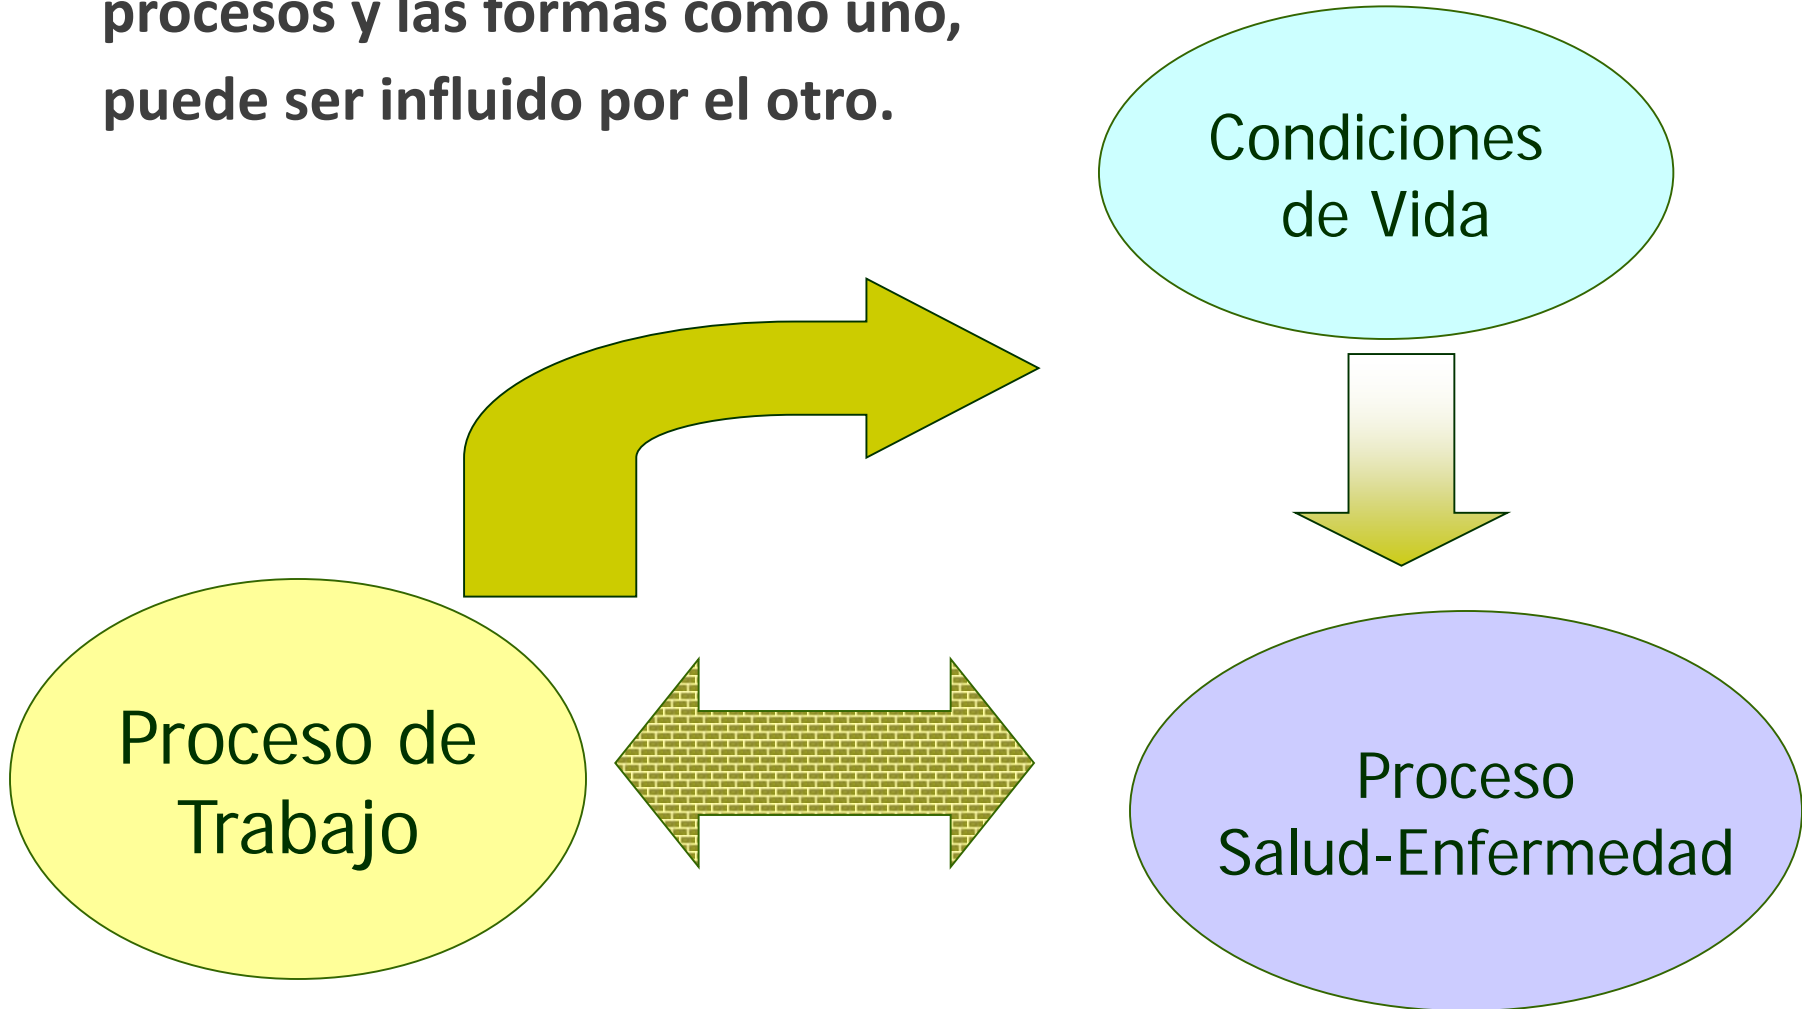 procesos y las formas como uno,
puede ser influido por el otro.
Condiciones
de Vida
Proceso de
Trabajo
Proceso
Salud-Enfermedad